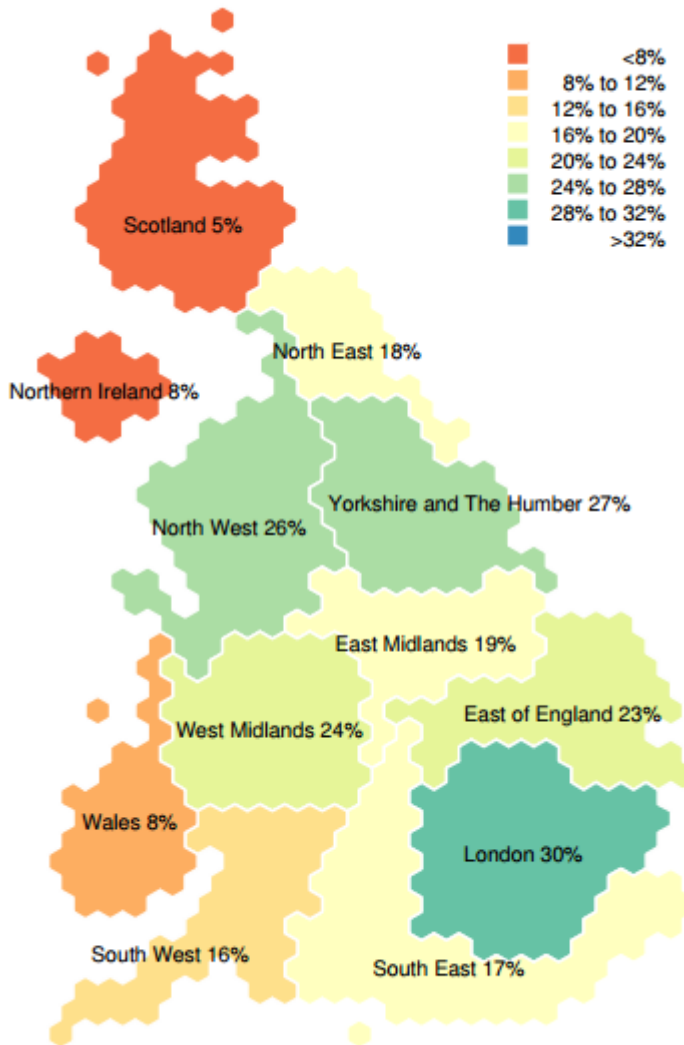 <8%
8% to 12%
12% to 16%
16% to 20%
20% to 24%
24% to 28%
28% to 32%
>32%
Scotland 5%
North East 18%
Northern Ireland 8%
Yorkshire and The Humber 27%
North West 26%
East Midlands 19%
East of England 23%
West Midlands 24%
Wales 8%
London 30%
South West 16%
South East 17%